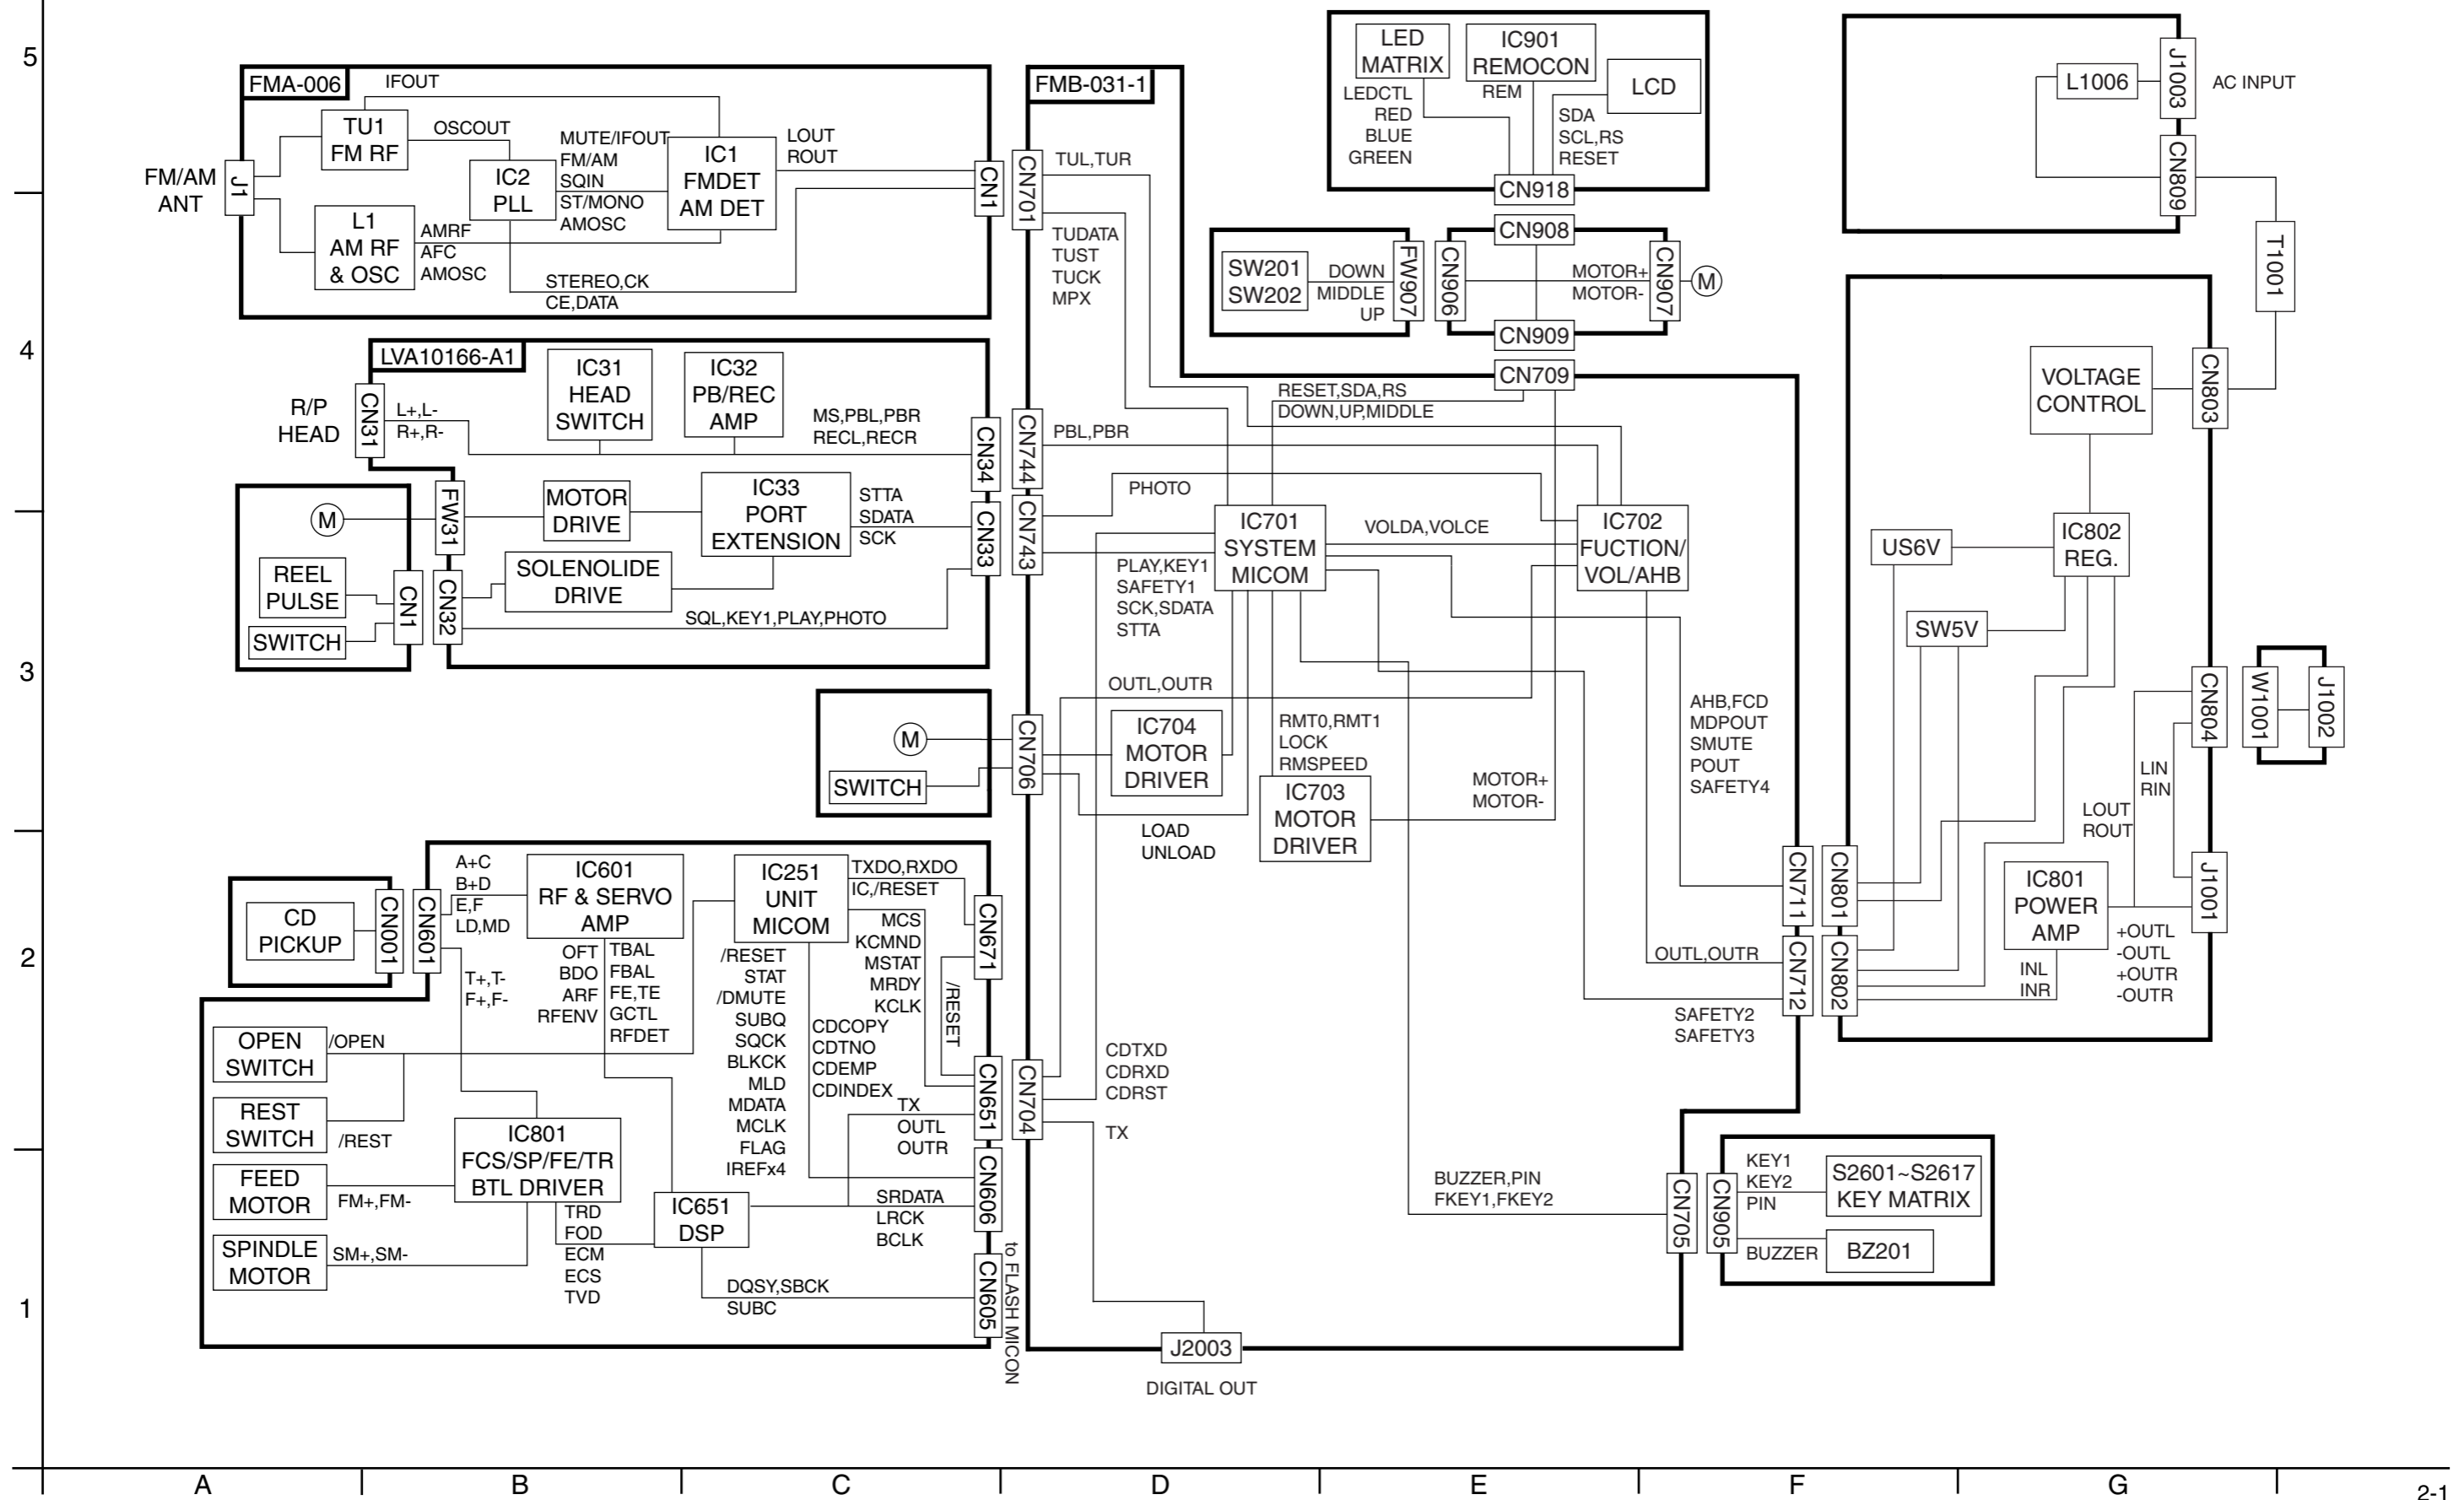 5
4
3
2
1
A
B
C
D
E
F
G
2-1
FMA-006
IFOUT
FM/AM
ANT
J1
TU1
FM RF
OSCOUT
L1
AM RF
& OSC
AMRF
AFC
AMOSC
IC2
PLL
MUTE/IFOUT
FM/AM
SQIN
ST/MONO
AMOSC
IC1
FMDET
AM DET
LOUT
ROUT
STEREO,CK
CE,DATA
CN1
LVA10166-A1
R/P
HEAD
CN31
L+,L-
R+,R-
IC31
HEAD
SWITCH
IC32
PB/REC
AMP
MS,PBL,PBR
RECL,RECR
CN34
M
REEL
PULSE
SWITCH
CN1
FW31
CN32
MOTOR
DRIVE
SOLENOLIDE
DRIVE
IC33
PORT
EXTENSION
STTA
SDATA
SCK
SQL,KEY1,PLAY,PHOTO
CN33
M
SWITCH
CD
PICKUP
CN001
CN601
A+C
B+D
E,F
LD,MD
T+,T-
F+,F-
IC601
RF & SERVO
AMP
OFT
BDO
ARF
RFENV
TBAL
FBAL
FE,TE
GCTL
RFDET
IC251
UNIT
MICOM
TXDO,RXDO
IC,/RESET
MCS
KCMND
MSTAT
MRDY
KCLK
/RESET
STAT
/DMUTE
SUBQ
SQCK
BLKCK
MLD
MDATA
MCLK
FLAG
IREFx4
CDCOPY
CDTNO
CDEMP
CDINDEX
/RESET
CN671
CN651
TX
OUTL
OUTR
SRDATA
LRCK
BCLK
CN606
CN605
to FLASH MICON
OPEN
SWITCH
/OPEN
REST
SWITCH
/REST
FEED
MOTOR
FM+,FM-
SPINDLE
MOTOR
SM+,SM-
IC801
FCS/SP/FE/TR
BTL DRIVER
TRD
FOD
ECM
ECS
TVD
IC651
DSP
DQSY,SBCK
SUBC
FMB-031-1
CN701
TUL,TUR
TUDATA
TUST
TUCK
MPX
CN744
PBL,PBR
CN743
PHOTO
PLAY,KEY1
SAFETY1
SCK,SDATA
STTA
IC701
SYSTEM
MICOM
VOLDA,VOLCE
IC702
FUCTION/
VOL/AHB
RESET,SDA,RS
DOWN,UP,MIDDLE
CN709
OUTL,OUTR
CN706
IC704
MOTOR
DRIVER
LOAD
UNLOAD
RMT0,RMT1
LOCK
RMSPEED
IC703
MOTOR
DRIVER
MOTOR+
MOTOR-
AHB,FCD
MDPOUT
SMUTE
POUT
SAFETY4
OUTL,OUTR
SAFETY2
SAFETY3
CN711
CN712
CN704
CDTXD
CDRXD
CDRST
TX
BUZZER,PIN
FKEY1,FKEY2
CN705
J2003
DIGITAL OUT
LED
MATRIX
IC901
REMOCON
LCD
LEDCTL
RED
BLUE
GREEN
REM
SDA
SCL,RS
RESET
CN918
SW201
SW202
DOWN
MIDDLE
UP
FW907
CN906
CN908
CN909
MOTOR+
MOTOR-
CN907
M
L1006
J1003
AC INPUT
CN809
T1001
VOLTAGE
CONTROL
CN803
US6V
IC802
REG.
SW5V
CN804
W1001
J1002
LIN
RIN
LOUT
ROUT
IC801
POWER
AMP
J1001
+OUTL
-OUTL
+OUTR
-OUTR
INL
INR
CN801
CN802
CN905
KEY1
KEY2
PIN
BUZZER
S2601~S2617
KEY MATRIX
BZ201